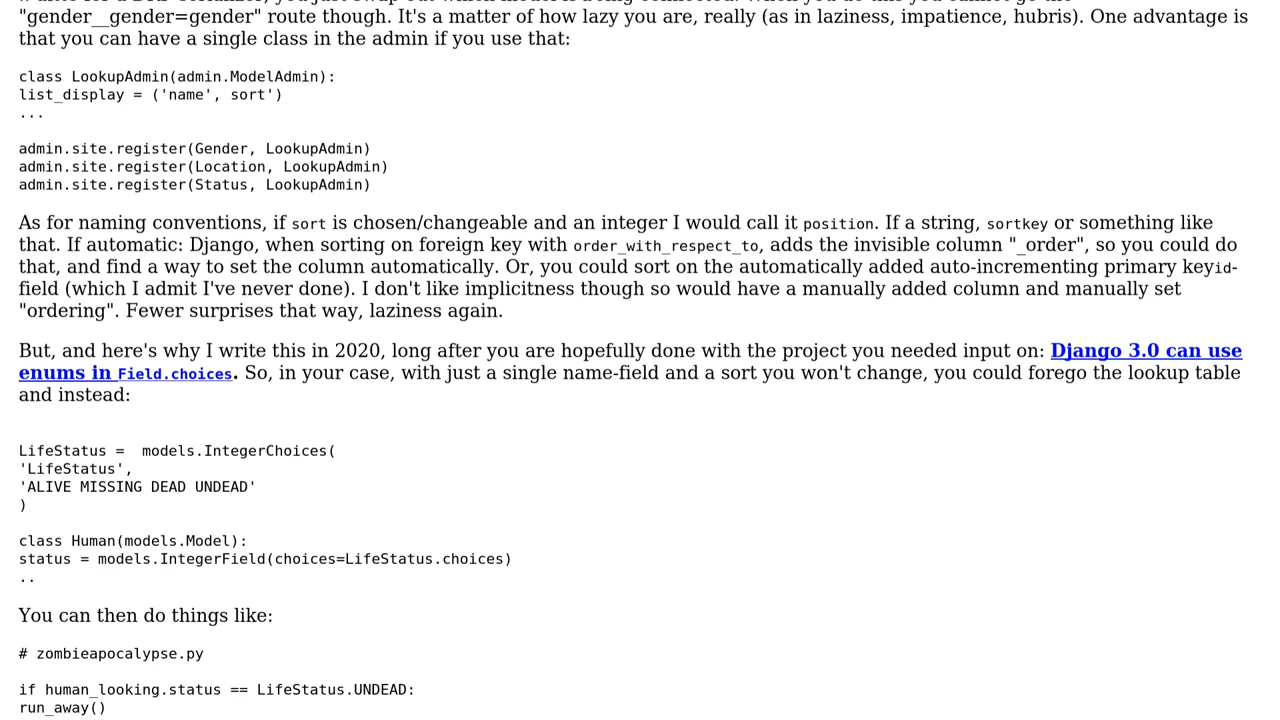 "gender__gender=gender" route though. It's a matter of how lazy you are, really (as in laziness, impatience, hubris). One advantage is
that you can have a single class in the admin if you use that:
class LookupAdmin(admin.ModelAdmin):
list_display = ('name', sort')
...
admin.site.register(Gender, LookupAdmin)
admin.site.register(Location, LookupAdmin)
admin.site.register(Status, LookupAdmin)
As for naming conventions, if sort is chosen/changeable and an integer I would call it position. If a string, sortkey or something like
that. If automatic: Django, when sorting on foreign key with order_with_respect_to, adds the invisible column "_order", so you could do
that, and find a way to set the column automatically. Or, you could sort on the automatically added auto-incrementing primary keyid-
field (which I admit I've never done). I don't like implicitness though so would have a manually added column and manually set
"ordering". Fewer surprises that way, laziness again.
But, and here's why I write this in 2020, long after you are hopefully done with the project you needed input on: Django 3.0 can use
enums in Field.choices. So, in your case, with just a single name-field and a sort you won't change, you could forego the lookup table
and instead:
LifeStatus =  models.IntegerChoices(
'LifeStatus',
'ALIVE MISSING DEAD UNDEAD'
)
class Human(models.Model):
status = models.IntegerField(choices=LifeStatus.choices)
..
You can then do things like:
# zombieapocalypse.py
if human_looking.status == LifeStatus.UNDEAD:
run_away()